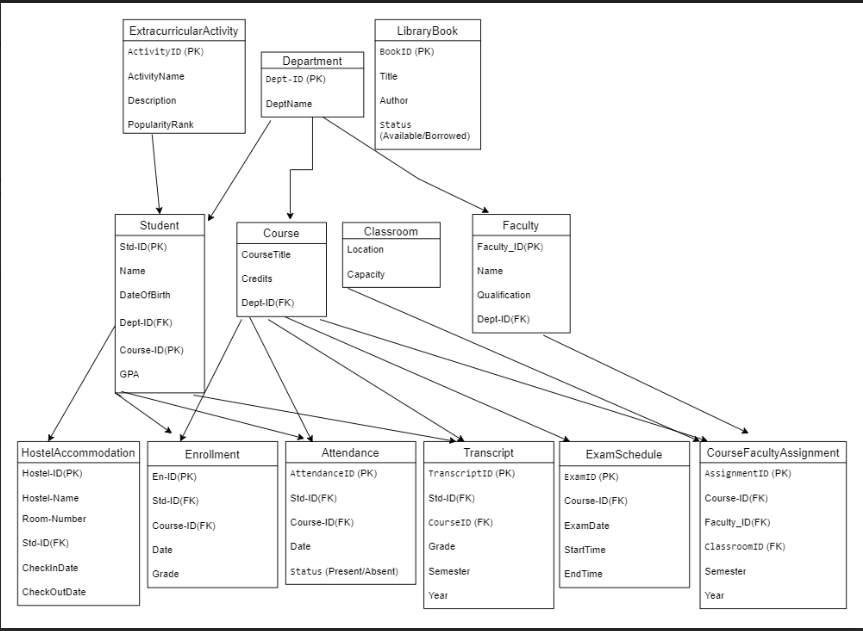 ExtracurricularActivity
ActivityID (PK)
ActivityName
Description
PopularityRank
Department
Dept-ID (PK)
DeptName
LibraryBook
BookID (PK)
Title
Author
Status
(Available/Borrowed)
Student
Std-ID(PK)
Name
DateOfBirth
Dept-ID(FK)
Course-ID(PK)
GPA
Course
CourseTitle
Credits
Dept-ID(FK)
Classroom
Location
Capacity
Faculty
Faculty_ID(PK)
Name
Qualification
Dept-ID(FK)
HostelAccommodation
Hostel-ID(PK)
Hostel-Name
Room-Number
Std-ID(FK)
CheckInDate
CheckOutDate
Enrollment
En-ID(PK)
Std-ID(FK)
Course-ID(FK)
Date
Grade
Attendance
AttendanceID (PK)
Std-ID(FK)
Course-ID(FK)
Date
Status (Present/Absent)
Transcript
TranscriptID (PK)
Std-ID(FK)
CourseID (FK)
Grade
Semester
Year
ExamSchedule
ExamID (PK)
Course-ID(FK)
ExamDate
StartTime
EndTime
CourseFacultyAssignment
AssignmentID (PK)
Course-ID(FK)
Faculty_ID(FK)
ClassroomID (FK)
Semester
Year